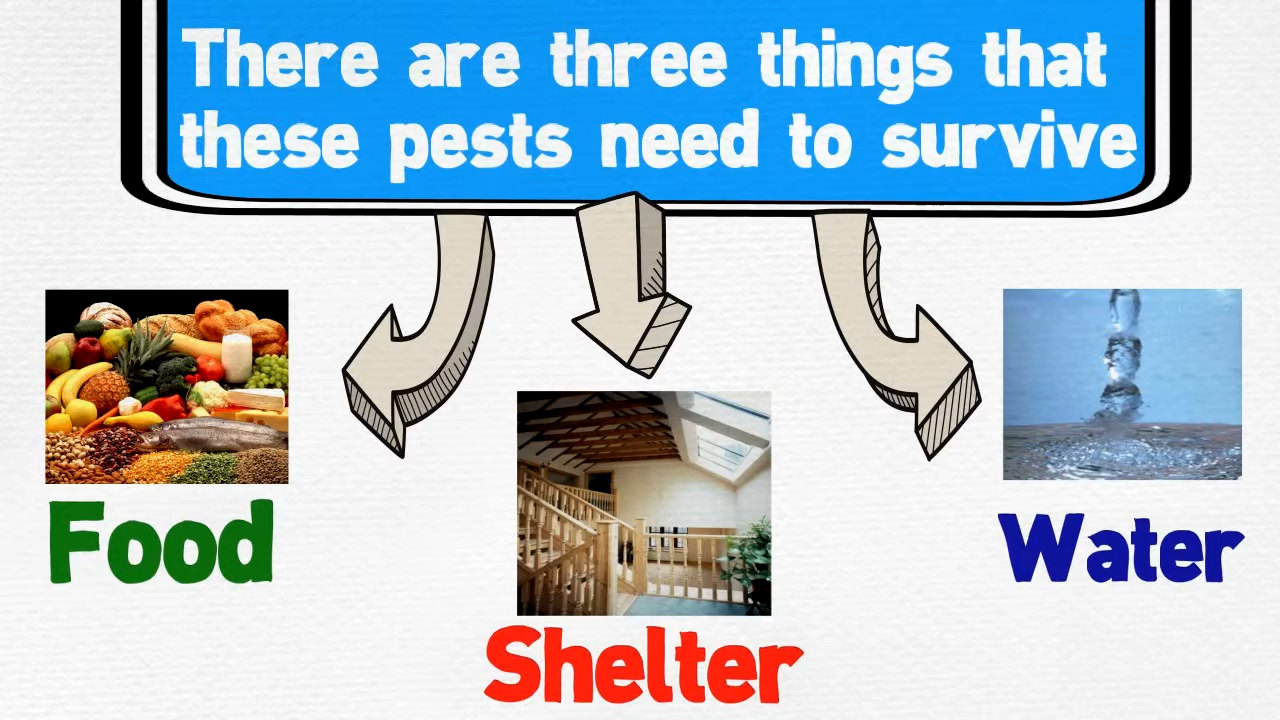 There are three things that
these pests need to survive
Food
Shelter
Water